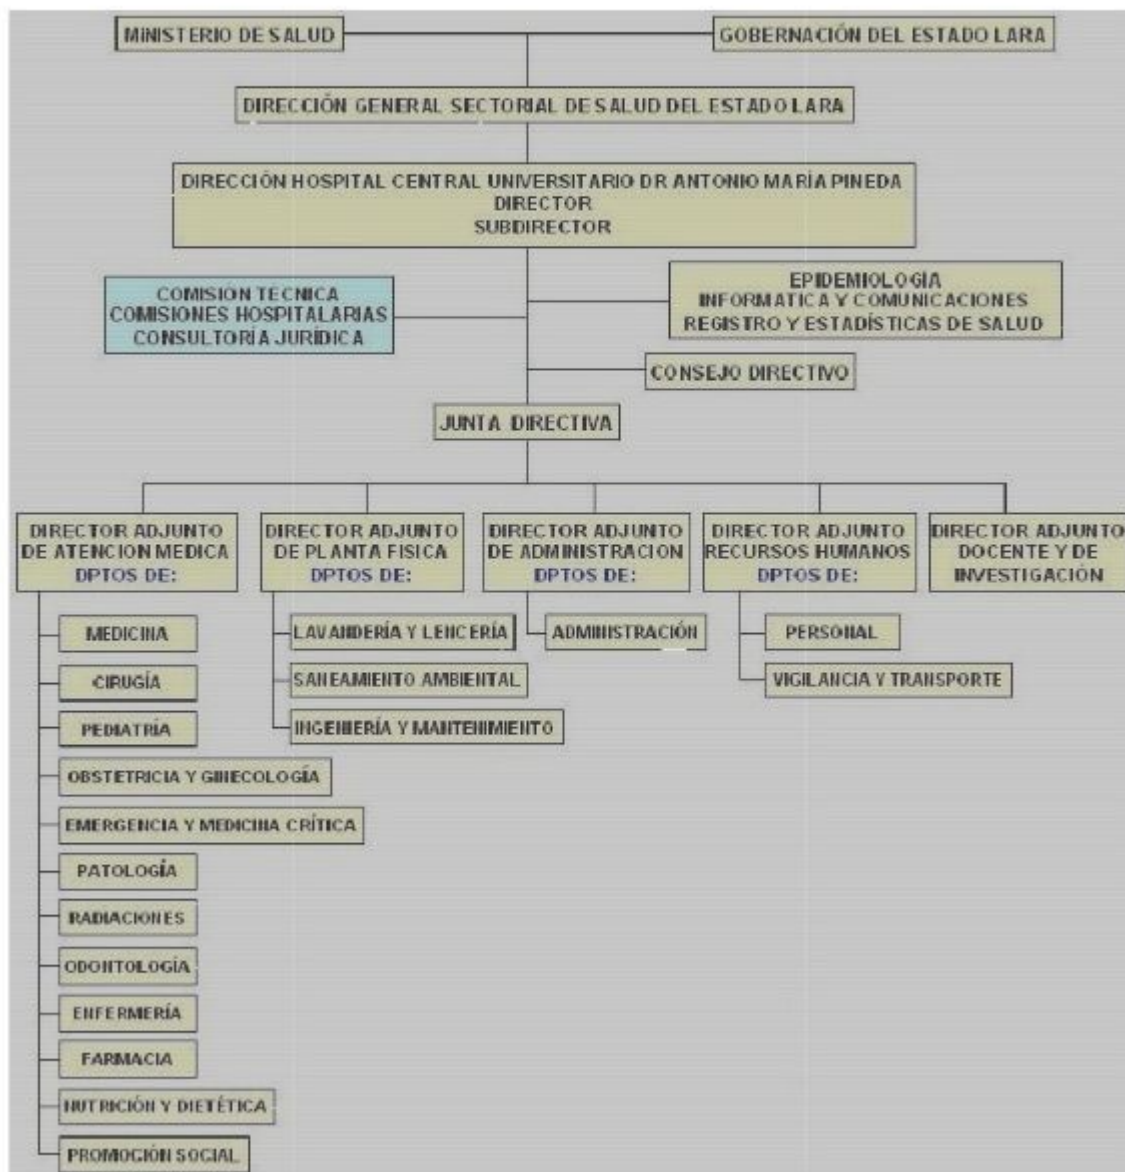 MINISTERIO DE SALUD
GOBERNACIÓN DEL ESTADO LARA
DIRECCIÓN GENERAL SECTORIAL DE SALUD DEL ESTADO LARA
DIRECCIÓN HOSPITAL CENTRAL UNIVERSITARIO DR ANTONIO MARÍA PINEDA
DIRECTOR
SUBDIRECTOR
COMISIÓN TÉCNICA
COMISIONES HOSPITALARIAS
CONSULTORÍA JURÍDICA
EPIDEMIOLOGÍA
INFORMATICA Y COMUNICACIONES
REGISTRO Y ESTADÍSTICAS DE SALUD
CONSEJO DIRECTIVO
JUNTA DIRECTIVA
DIRECTOR ADJUNTO
DE ATENCION MEDICA
DPTOS DE:
DIRECTOR ADJUNTO
DE PLANTA FISICA
DPTOS DE:
DIRECTOR ADJUNTO
DE ADMINISTRACION
DPTOS DE:
DIRECTOR ADJUNTO
RECURSOS HUMANOS
DPTOS DE:
DIRECTOR ADJUNTO
DOCENTE Y DE
INVESTIGACIÓN
MEDICINA
CIRUGÍA
PEDIATRÍA
OBSTETRICIA Y GINECOLOGÍA
EMERGENCIA Y MEDICINA CRÍTICA
PATOLOGÍA
RADIACIONES
ODONTOLOGÍA
ENFERMERÍA
FARMACIA
NUTRICIÓN Y DIETÉTICA
PROMOCIÓN SOCIAL
LAVANDERÍA Y LENCERÍA
SANEAMIENTO AMBIENTAL
INGENIERÍA Y MANTENIMIENTO
ADMINISTRACIÓN
PERSONAL
VIGILANCIA Y TRANSPORTE